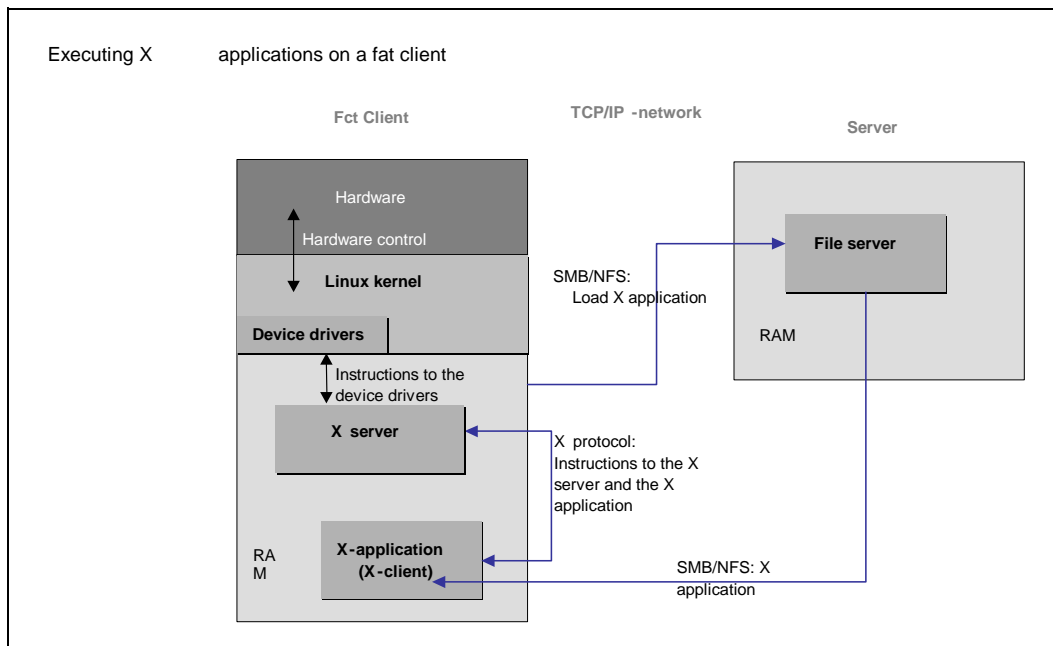 Executing X applications on a fat client
Fct Client
TCP/IP -network
Server
Hardware
Hardware control
Linux kernel
Device drivers
Instructions to the
device drivers
X server
RA
M
X-application
(X-client)
SMB/NFS:
Load X application
X protocol:
Instructions to the X
server and the X
application
SMB/NFS: X
application
File server
RAM